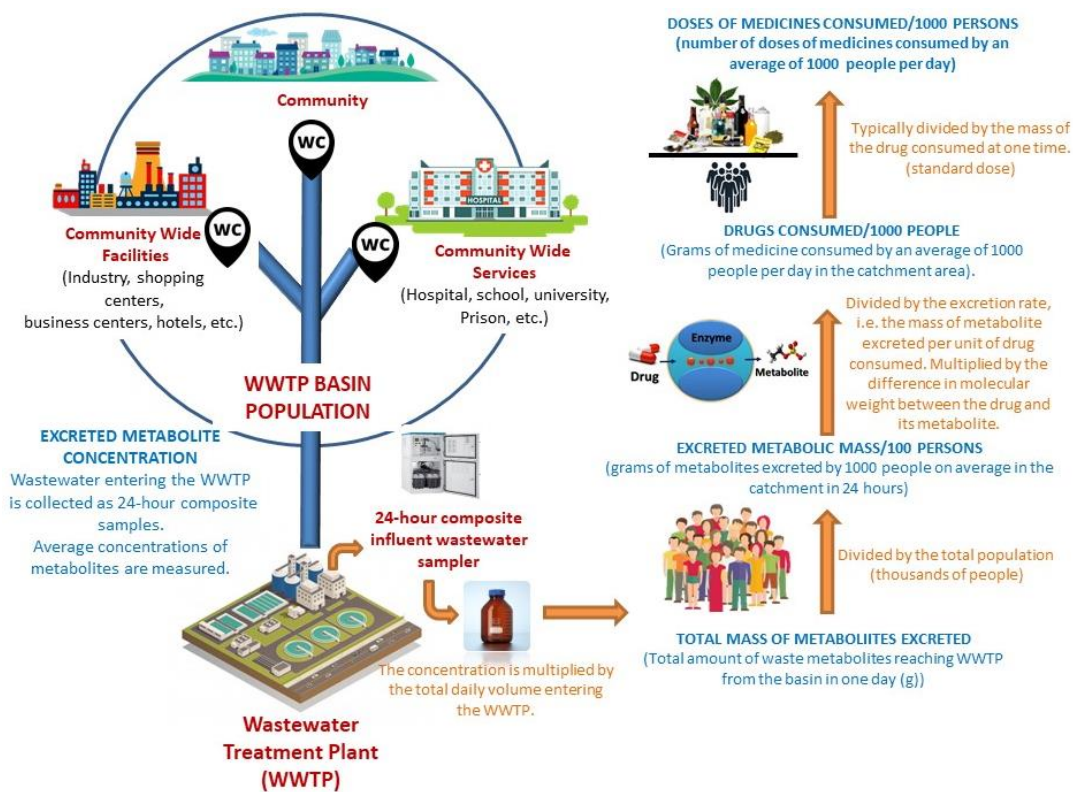 Community
WC
Community Wide
Facilities
(Industry, shopping
centers,
business centers, hotels, etc.)
WC
WC
HOSPITAL
Community Wide
Services
(Hospital, school, university,
Prison, etc.)
WWTP BASIN
POPULATION
EXCRETED METABOLITE
CONCENTRATION
Wastewater entering the WWTP
is collected as 24-hour composite
samples.
Average concentrations of
metabolites are measured.
24-hour composite
influent wastewater
sampler
The concentration is multiplied by
the total daily volume entering
the WWTP.
Wastewater
Treatment Plant
(WWTP)
DOSES OF MEDICINES CONSUMED/1000 PERSONS
(number of doses of medicines consumed by an
average of 1000 people per day)
Typically divided by the mass of
the drug consumed at one time.
(standard dose)
DRUGS CONSUMED/1000 PEOPLE
(Grams of medicine consumed by an average of 1000
people per day in the catchment area).
Divided by the excretion rate,
i.e. the mass of metabolite
excreted per unit of drug
consumed. Multiplied by the
difference in molecular
weight between the drug and
its metabolite.
Enzyme
Drug
Metabolite
EXCRETED METABOLIC MASS/100 PERSONS
(grams of metabolites excreted by 1000 people on average in the
catchment in 24 hours)
Divided by the total population
(thousands of people)
TOTAL MASS OF METABOLIITES EXCRETED
(Total amount of waste metabolites reaching WWTP
from the basin in one day (g))